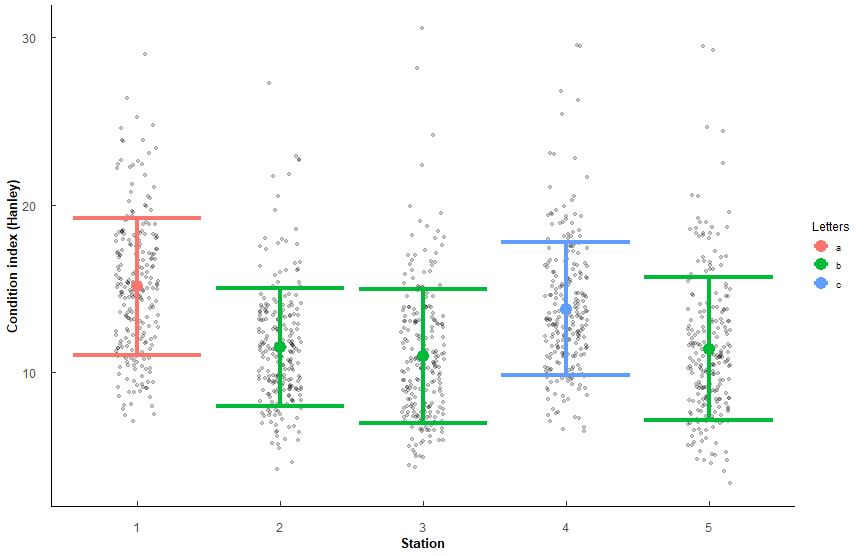 Condition index (Hanley)
30
20
10
1 2 3 4 5
Station
Letters
a
b
c